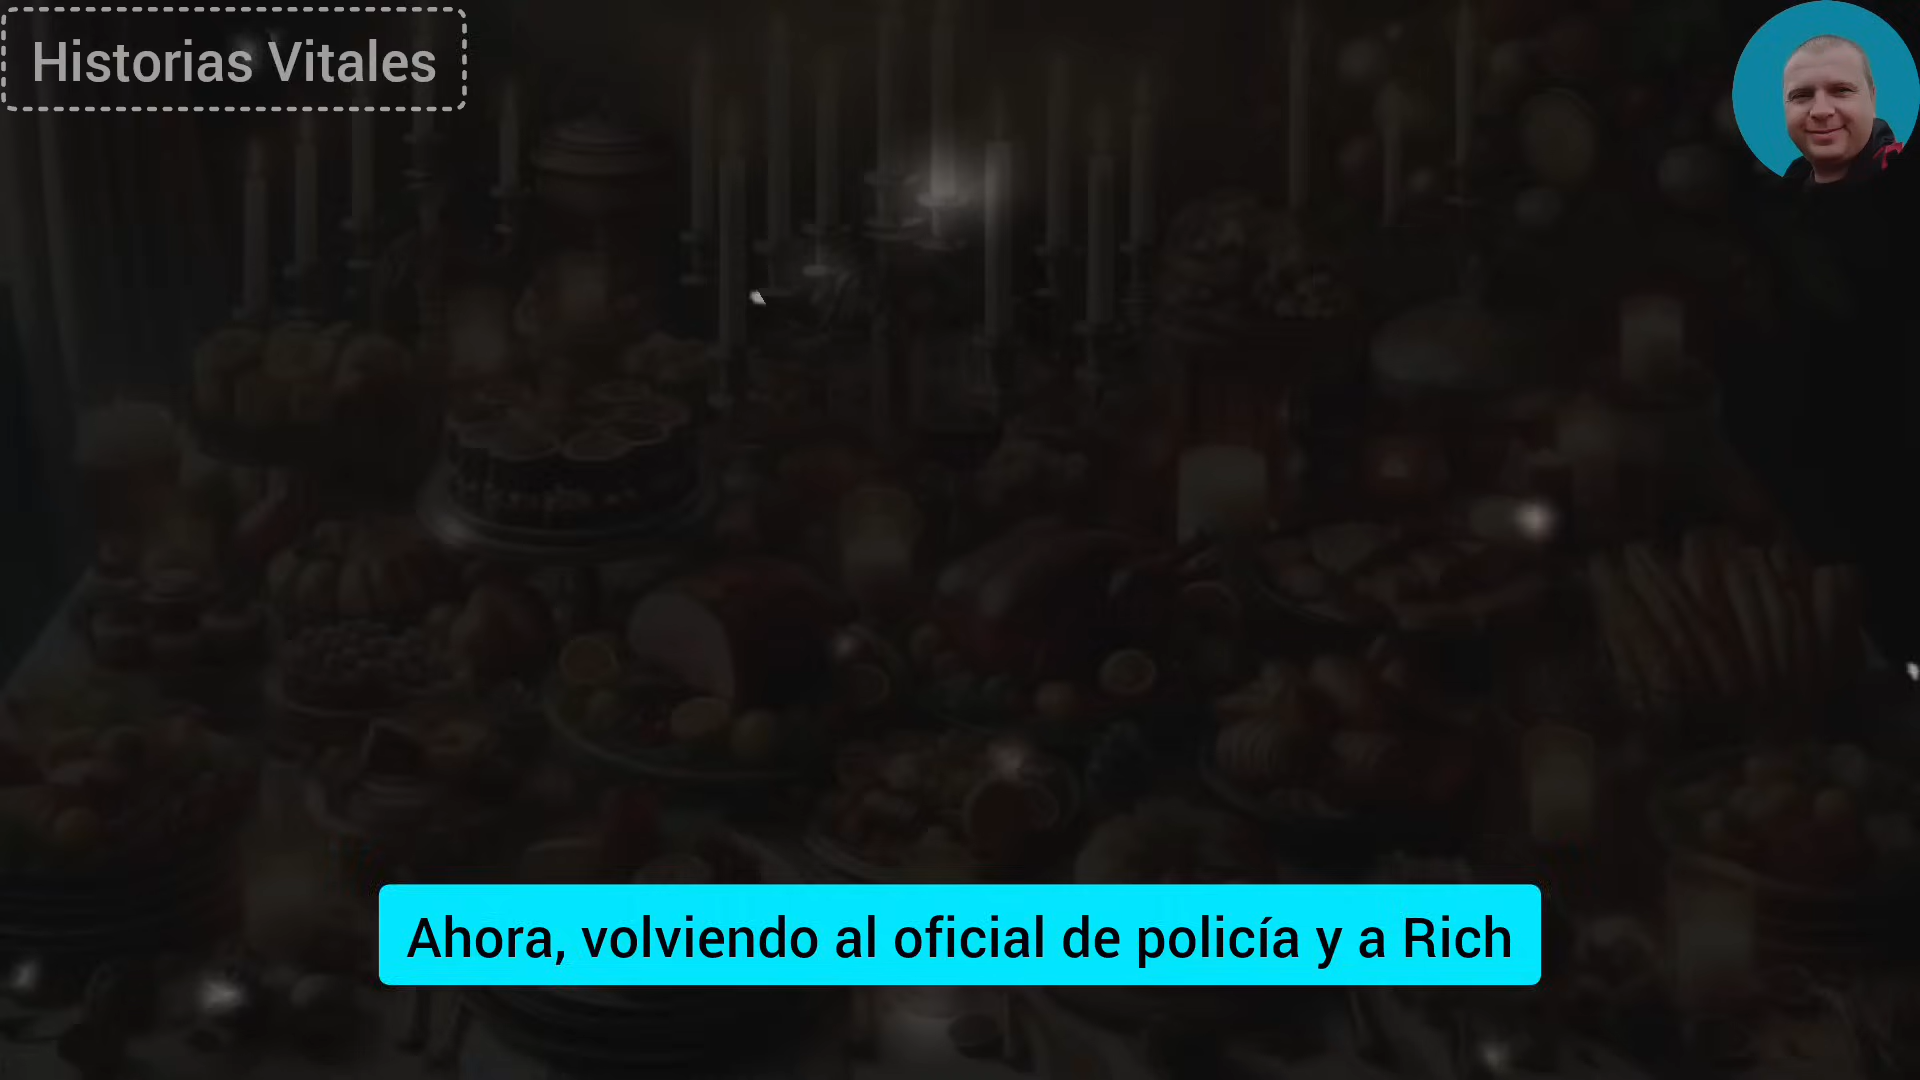 Historias Vitales
Ahora, volviendo al oficial de policía y a Rich